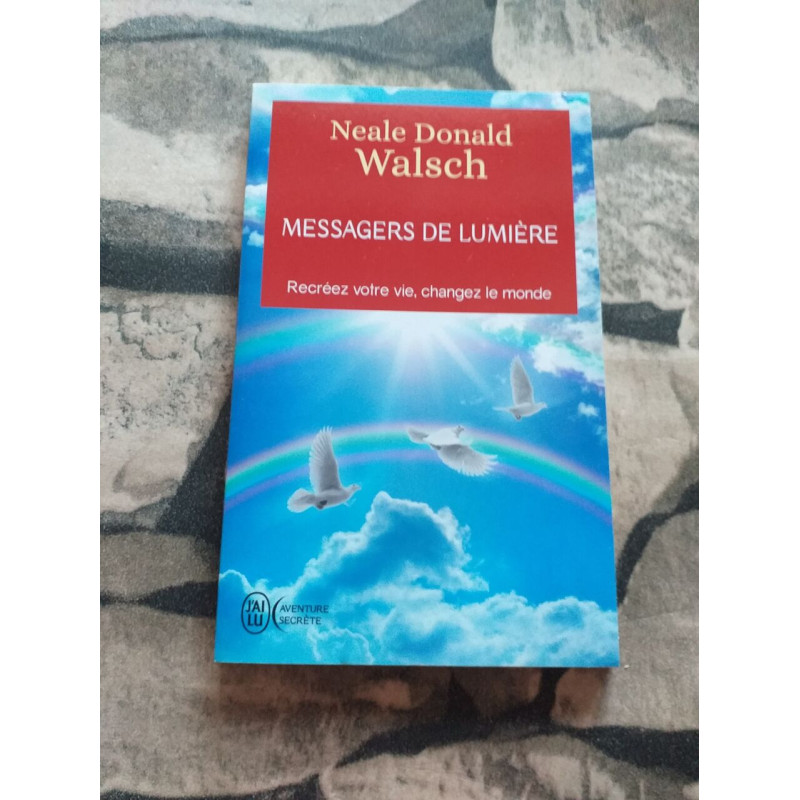 Neale Donald
Walsch
MESSAGERS DE LUMIÈRE
Recréez votre vie, changez le monde
J'AI
LU
AVENTURE
SECRÈTE